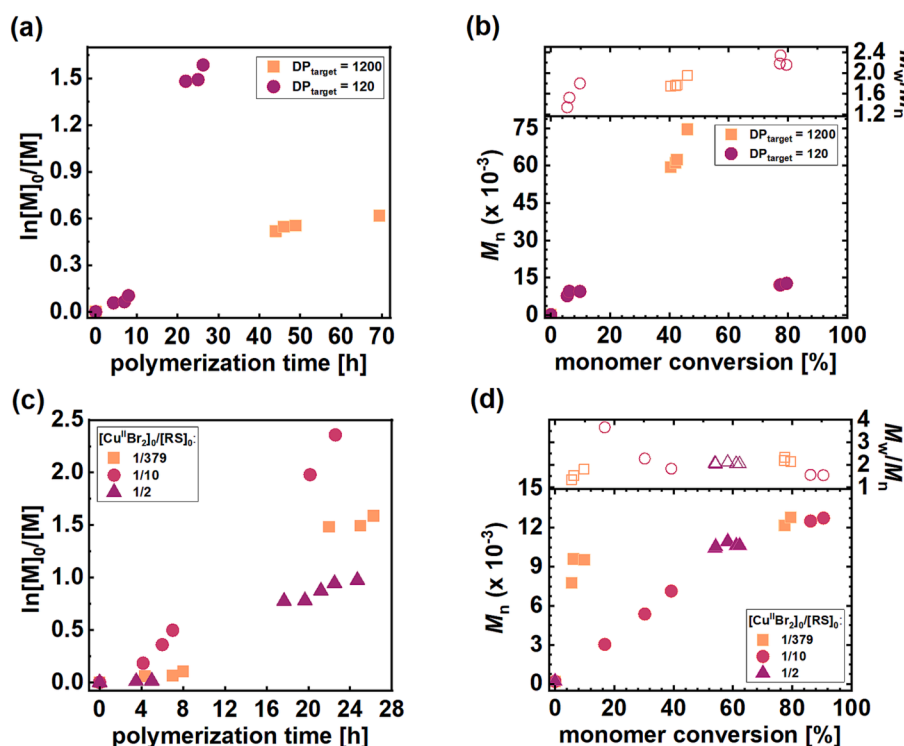 (a)
ln[M]0/[M]
1.5
1.2
0.9
0.6
0.3
0.0
DPtarget = 1200
DPtarget = 120
0 10 20 30 40 50 60 70
polymerization time [h]
(b)
2.4
2.0
1.6
1.2
Mw/Mn
Mn (x 10-3)
75
60
45
30
15
0
DPtarget = 1200
DPtarget = 120
0 20 40 60 80 100
monomer conversion [%]
(c)
ln[M]0/[M]
2.5
2.0
1.5
1.0
0.5
0.0
[CuIIBr2]0/[RS]0:
1/379
1/10
1/2
0 4 8 12 16 20 24 28
polymerization time [h]
(d)
4
3
2
1
Mw/Mn
Mn (x 10-3)
15
12
9
6
3
0
[CuIIBr2]0/[RS]0:
1/379
1/10
1/2
0 20 40 60 80 100
monomer conversion [%]